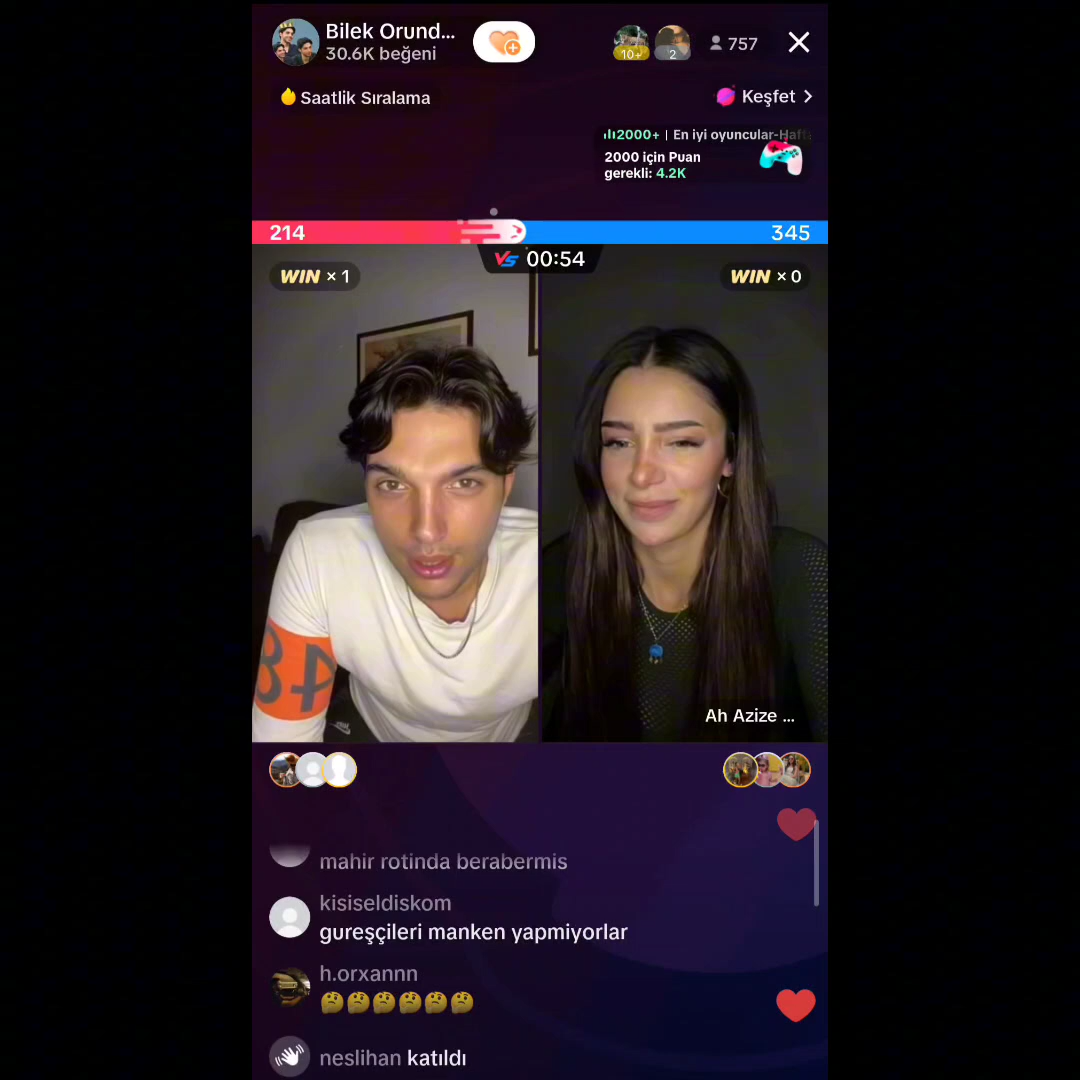 Bilek Orund...
30.6K beğeni
10+
2
757
Saatlik Sıralama
Keşfet
2000+ | En iyi oyuncular-Hafta
2000 için Puan
gerekli: 4.2K
214
345
VS 00:54
WIN × 1
WIN × 0
84
Ah Azize ...
mahir rotinda berabermis
kisiseldiskom
gureşçileri manken yapmiyorlar
h.orxannn
🤔🤔🤔🤔🤔🤔
neslihan katıldı